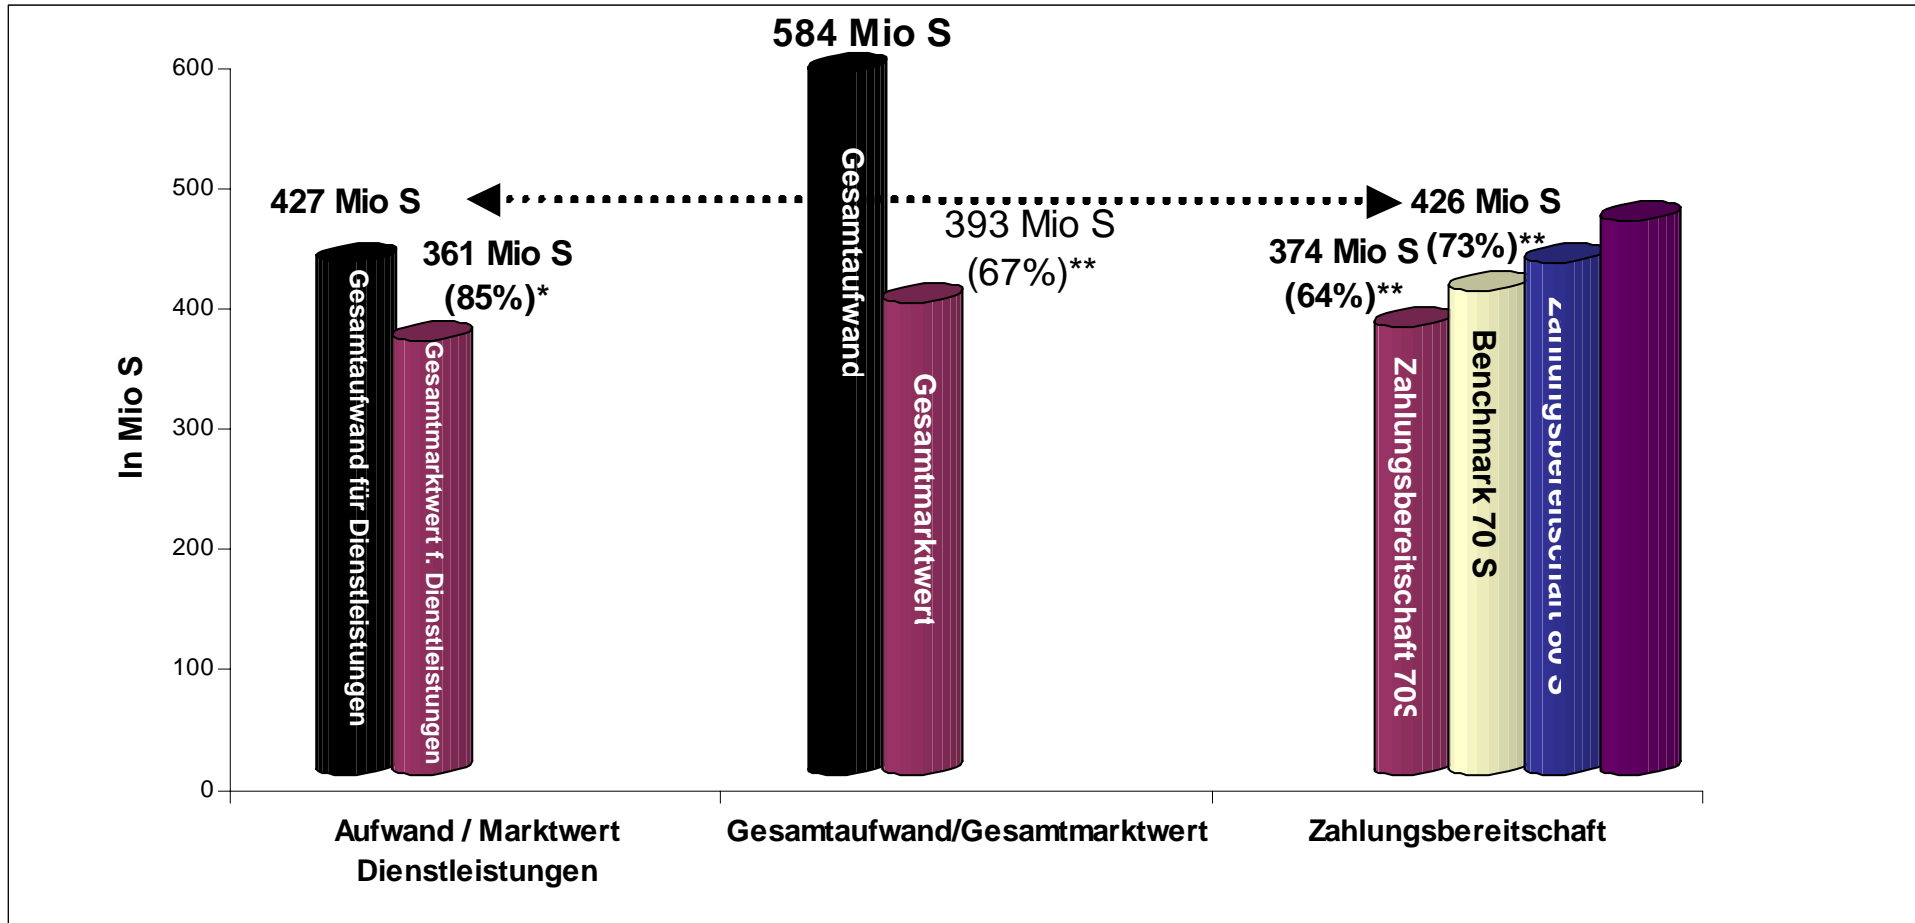 584 Mio S
600
500
400
300
200
100
0
In Mio S
427 Mio S
361 Mio S
(85%)*
393 Mio S
(67%)**
374 Mio S
(64%)**
426 Mio S
(73%)**
Gesamtaufwand für Dienstleistungen
Gesamtmarktwert f. Dienstleistungen
Gesamtaufwand
Gesamtmarktwert
Zahlungsbereitschaft 70S
Benchmark 70 S
Zahlungsbereitschaft 80 S
Aufwand / Marktwert
Dienstleistungen
Gesamtaufwand/Gesamtmarktwert
Zahlungsbereitschaft